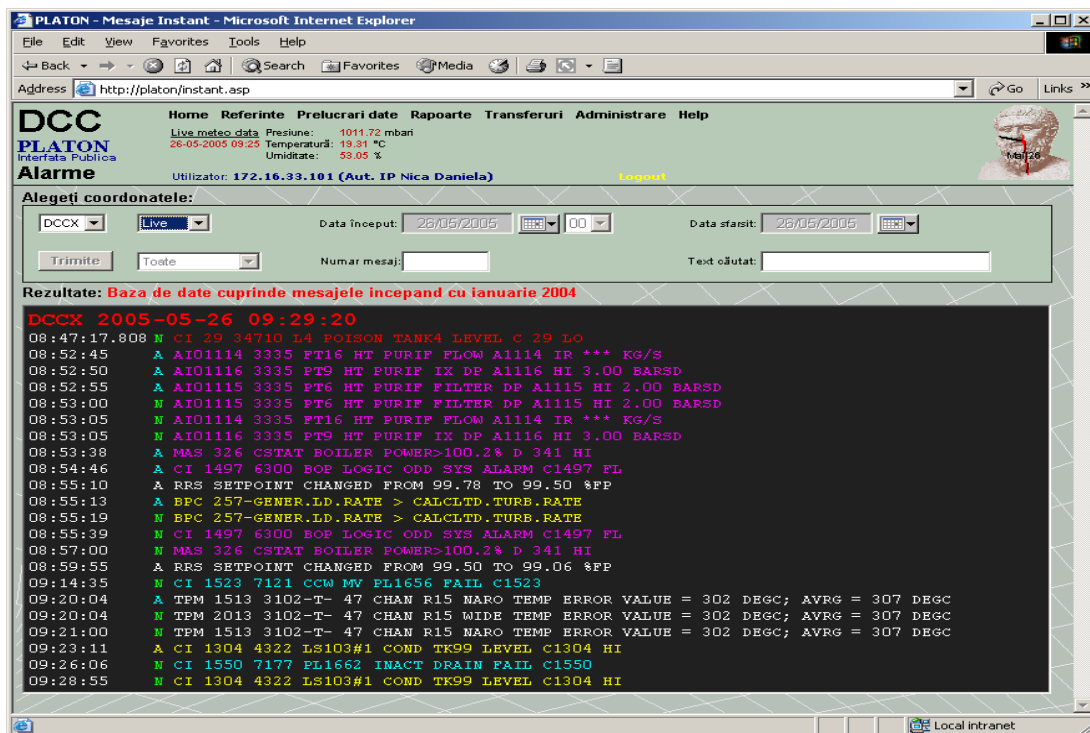 PLATON - Mesaje Instant - Microsoft Internet Explorer
File Edit View Favorites Tools Help
Back Search Favorites Media
Address http://platon/instant.asp Go Links »
DCC
PLATON
Interfata Publica
Alarme
Home Referinte Prelucrari date Rapoarte Transferuri Administrare Help
Live meteo data Presiune: 1011.72 mbari
26-05-2005 09:25 Temperatură: 19.31 °C
Umiditate: 53.05 %
Utilizator: 172.16.33.101 (Aut. IP Nica Daniela) Logout
Mai 26
Alegeți coordonatele:
DCCX Live Data început: 26/05/2005 00 Data sfarsit: 26/05/2005
Trimite Toate Numar mesaj: Text căutat:
Rezultate: Baza de date cuprinde mesajele incepand cu ianuarie 2004
DCCX 2005-05-26 09:29:20
08:47:17.808 N CI 29 34710 L4 POISON TANK4 LEVEL C 29 LO
08:52:45 A AI01114 3335 FT16 HT PURIF FLOW A1114 IR *** KG/S
08:52:50 A AI01116 3335 PT9 HT PURIF IX DP A1116 HI 3.00 BARSD
08:52:55 A AI01115 3335 PT6 HT PURIF FILTER DP A1115 HI 2.00 BARSD
08:53:00 N AI01115 3335 PT6 HT PURIF FILTER DP A1115 HI 2.00 BARSD
08:53:05 N AI01114 3335 FT16 HT PURIF FLOW A1114 IR *** KG/S
08:53:05 N AI01116 3335 PT9 HT PURIF IX DP A1116 HI 3.00 BARSD
08:53:38 A MAS 326 CSTAT BOILER POWER>100.2% D 341 HI
08:54:46 A CI 1497 6300 BOP LOGIC ODD SYS ALARM C1497 FL
08:55:10 A RRS SETPOINT CHANGED FROM 99.78 TO 99.50 %FP
08:55:13 A BPC 257-GENER.LD.RATE > CALCLTD.TURB.RATE
08:55:19 N BPC 257-GENER.LD.RATE > CALCLTD.TURB.RATE
08:55:39 N CI 1497 6300 BOP LOGIC ODD SYS ALARM C1497 FL
08:57:00 N MAS 326 CSTAT BOILER POWER>100.2% D 341 HI
08:59:55 A RRS SETPOINT CHANGED FROM 99.50 TO 99.06 %FP
09:14:35 N CI 1523 7121 CCW MV PL1656 FAIL C1523
09:20:04 A TPM 1513 3102-T- 47 CHAN R15 NARO TEMP ERROR VALUE = 302 DEGC; AVRG = 307 DEGC
09:20:04 N TPM 2013 3102-T- 47 CHAN R15 WIDE TEMP ERROR VALUE = 302 DEGC; AVRG = 307 DEGC
09:21:00 N TPM 1513 3102-T- 47 CHAN R15 NARO TEMP ERROR VALUE = 302 DEGC; AVRG = 307 DEGC
09:23:11 A CI 1304 4322 LS103#1 COND TK99 LEVEL C1304 HI
09:26:06 N CI 1550 7177 PL1662 INACT DRAIN FAIL C1550
09:28:55 N CI 1304 4322 LS103#1 COND TK99 LEVEL C1304 HI
Local intranet